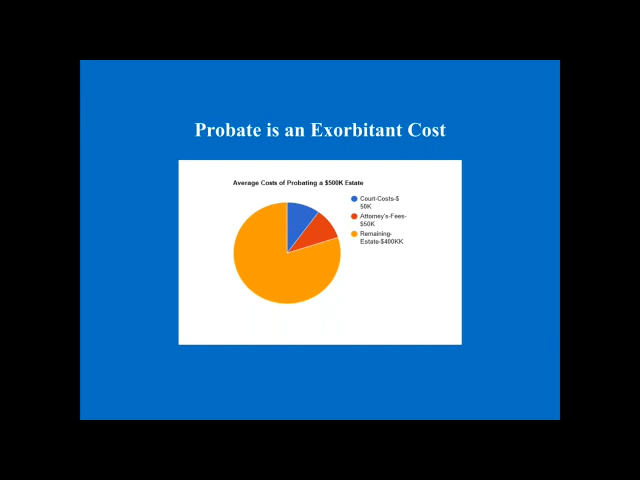 Probate is an Exorbitant Cost
Average Costs of Probating a $500K Estate
Court-Costs-$
50K
Attorney's-Fees-
$50K
Remaining-
Estate-$400KK